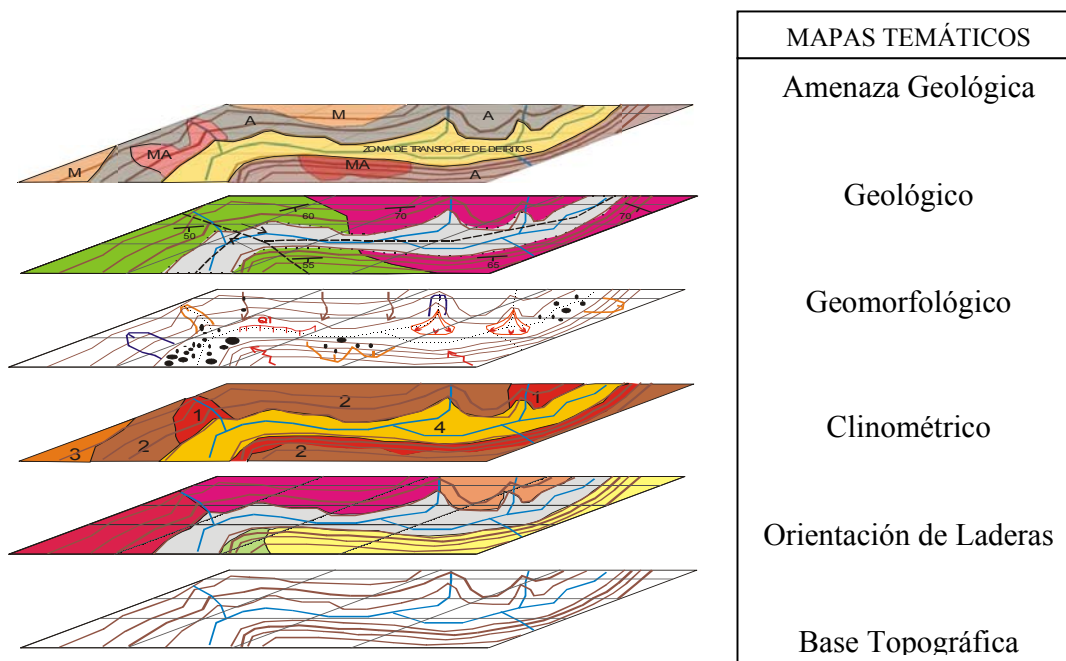 MAPAS TEMÁTICOS
Amenaza Geológica
Geológico
Geomorfológico
Clinométrico
Orientación de Laderas
Base Topográfica
M
A
M
A
MA
ZONA DE TRANSPORTE DE DETRITOS
MA
A
50
60
70
70
55
65
3
2
1
2
4
2
1